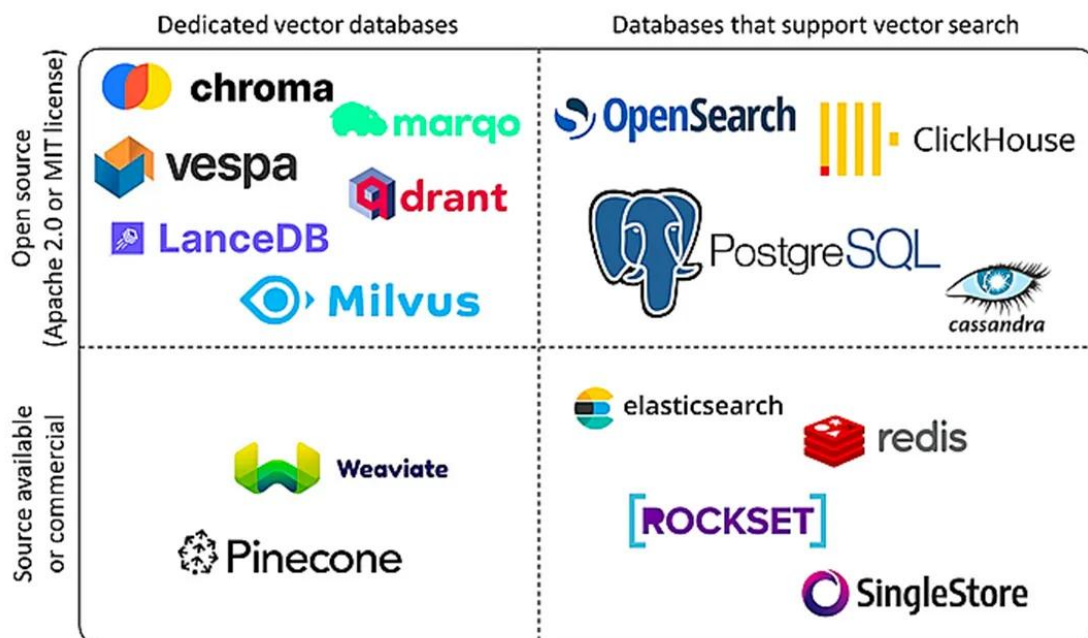 Dedicated vector databases
Databases that support vector search
Open source
(Apache 2.0 or MIT license)
chroma
marqo
vespa
qdrant
LanceDB
Milvus
OpenSearch
ClickHouse
PostgreSQL
cassandra
Source available
or commercial
Weaviate
Pinecone
elasticsearch
redis
[ROCKSET]
SingleStore